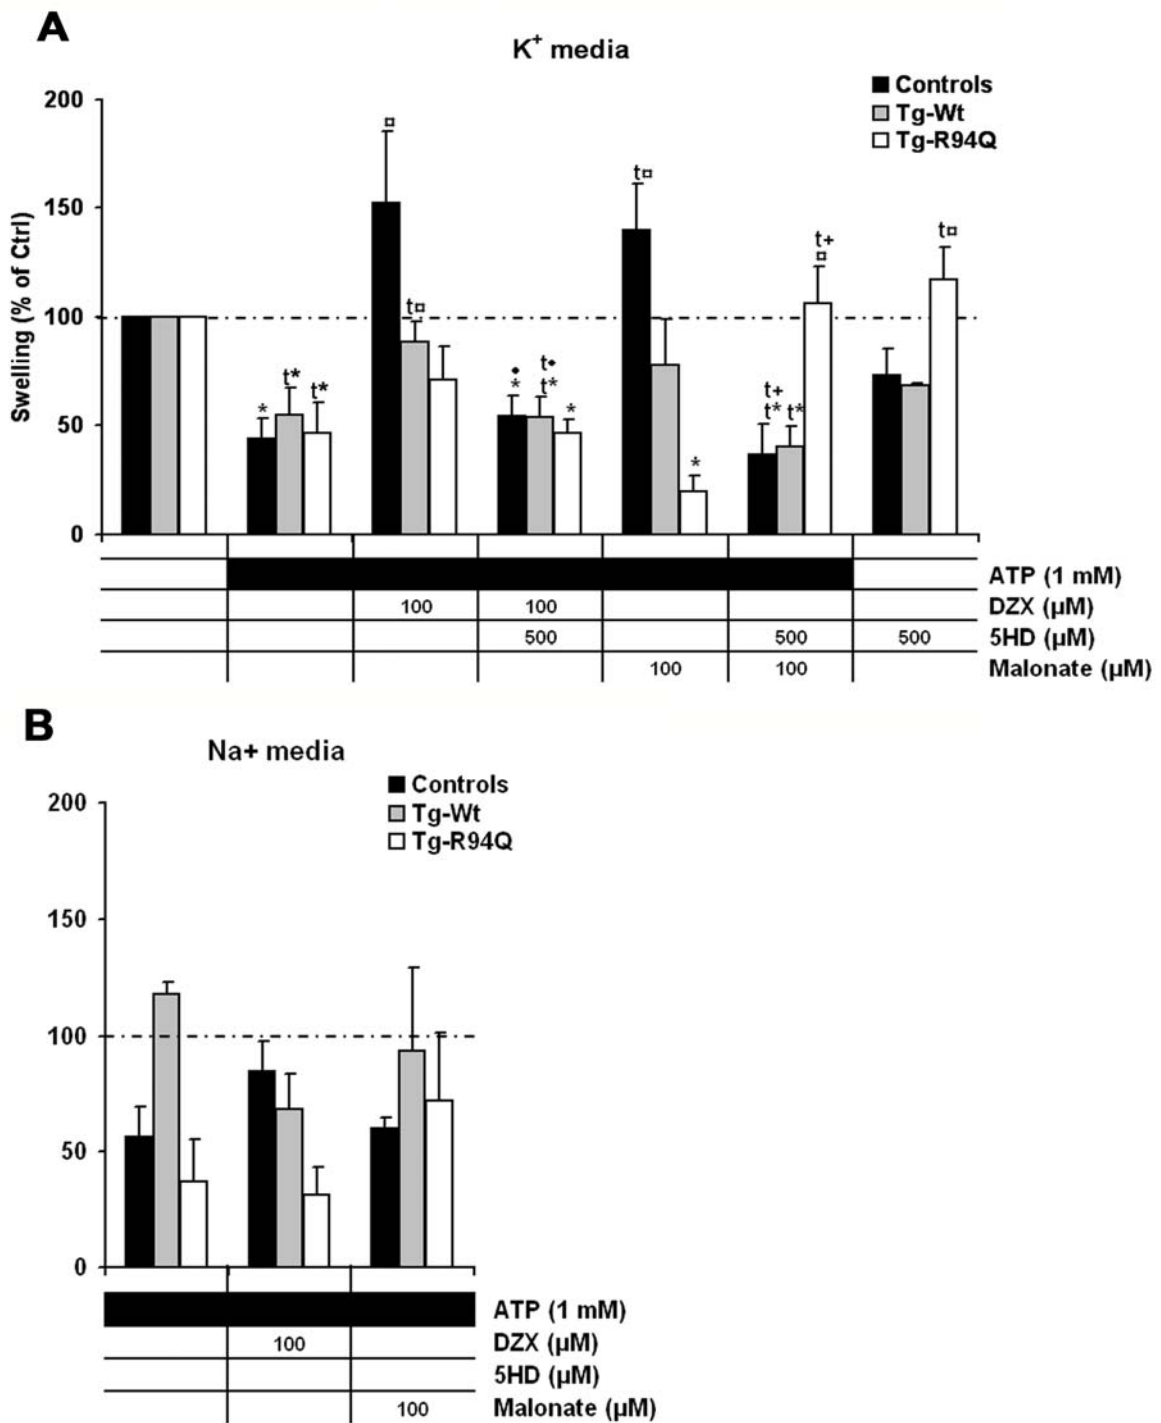 A
K+ media
Controls
Tg-Wt
Tg-R94Q
Swelling (% of Ctrl)
200
150
100
50
0
¤
t¤
t¤
t+
¤
t¤
* t* t*
• t•
* t* *
*
t+
t* t*
ATP (1 mM)
100 100 DZX (µM)
500 500 500 5HD (µM)
100 100 Malonate (µM)
B
Na+ media
Controls
Tg-Wt
Tg-R94Q
200
150
100
50
0
ATP (1 mM)
100 DZX (µM)
5HD (µM)
100 Malonate (µM)